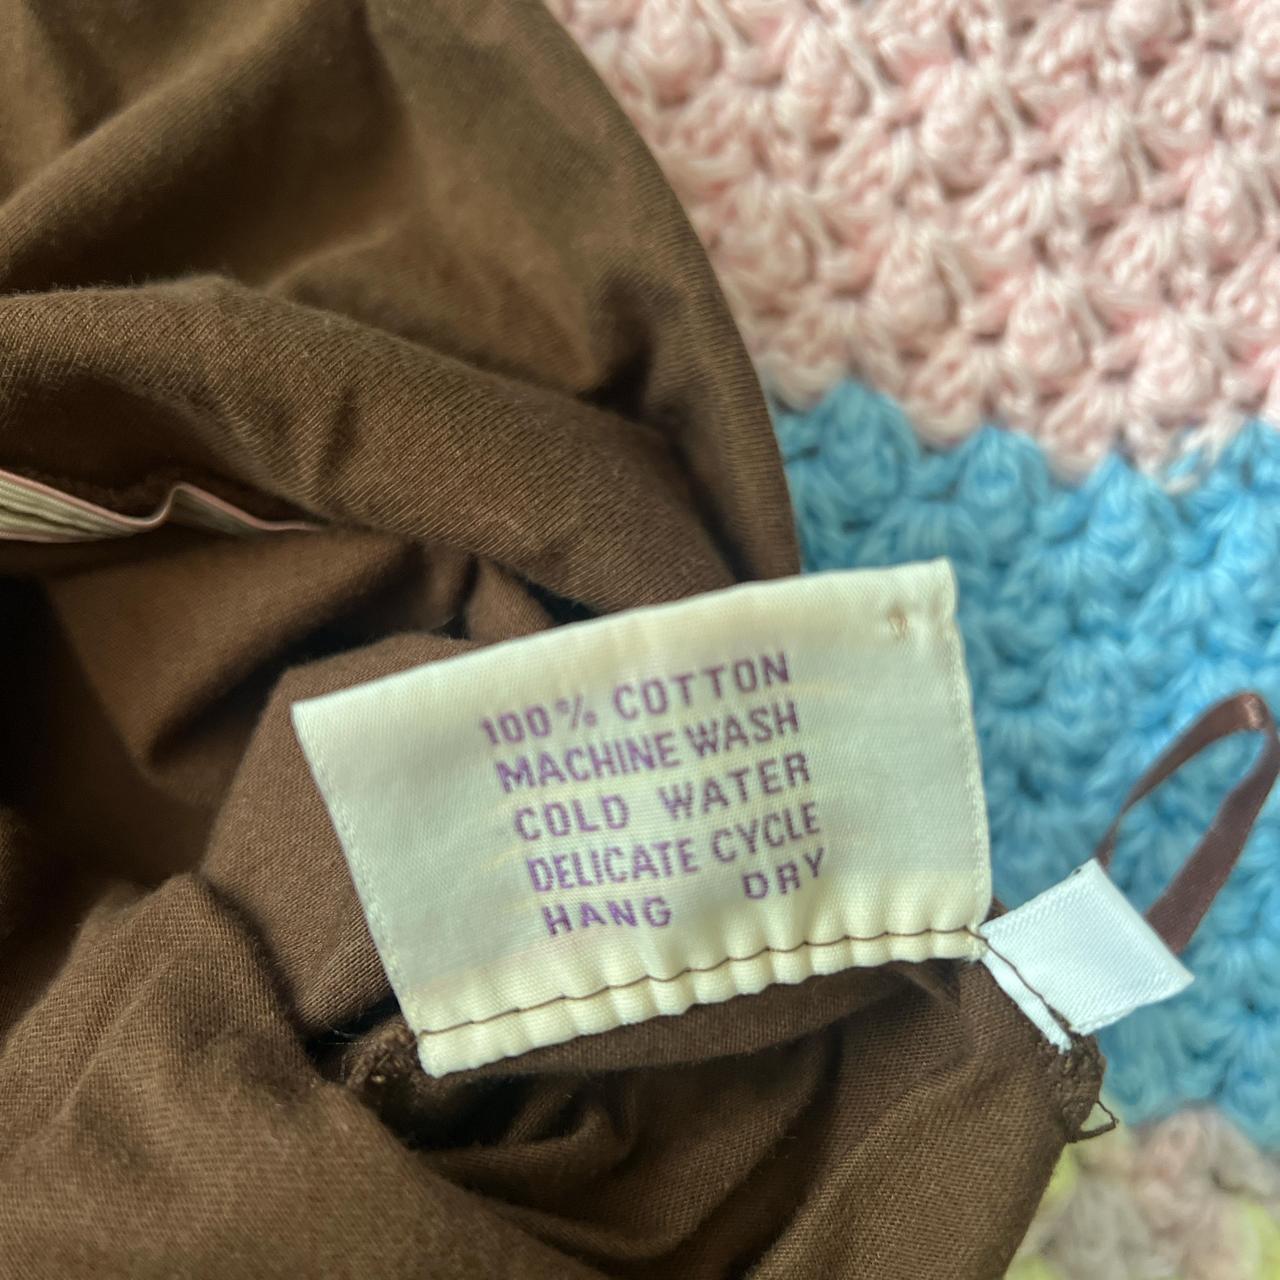 100% COTTON
MACHINE WASH
COLD WATER
DELICATE CYCLE
HANG DRY